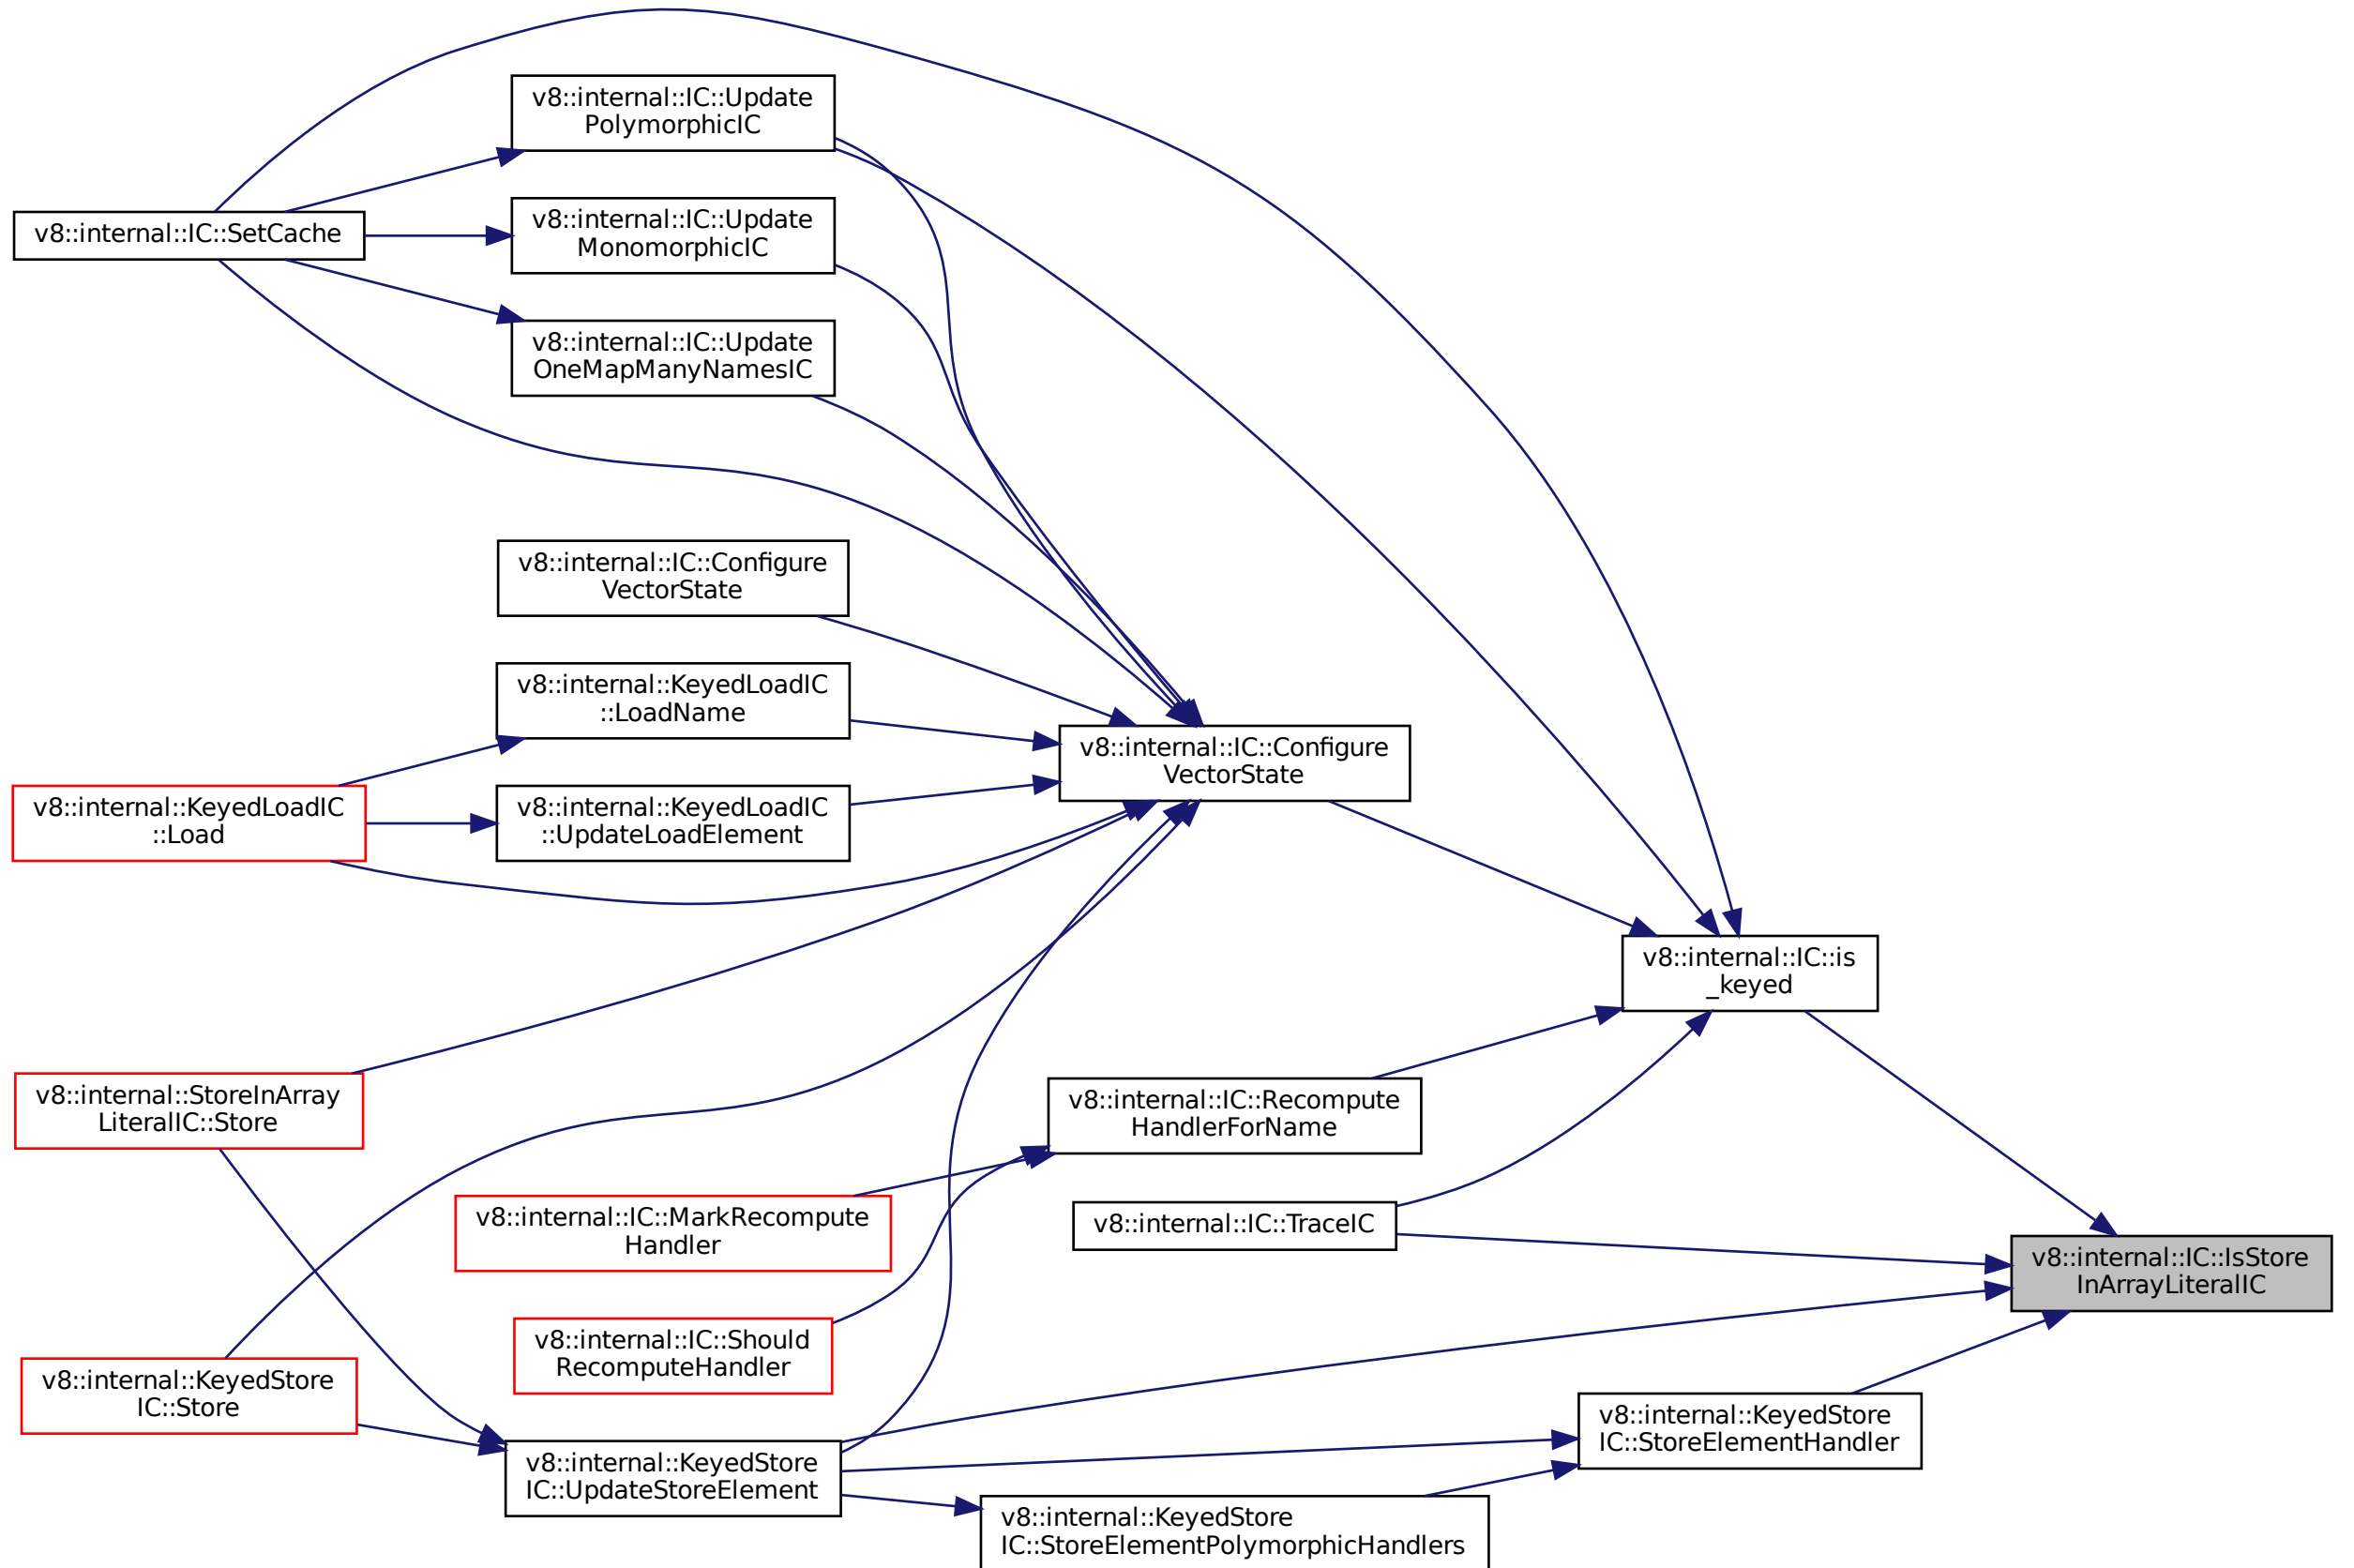 v8::internal::IC::Update
PolymorphicIC
v8::internal::IC::SetCache
v8::internal::IC::Update
MonomorphicIC
v8::internal::IC::Update
OneMapManyNamesIC
v8::internal::IC::Configure
VectorState
v8::internal::KeyedLoadIC
::LoadName
v8::internal::IC::Configure
VectorState
v8::internal::KeyedLoadIC
::Load
v8::internal::KeyedLoadIC
::UpdateLoadElement
v8::internal::IC::is
_keyed
v8::internal::StoreInArray
LiteralIC::Store
v8::internal::IC::Recompute
HandlerForName
v8::internal::IC::MarkRecompute
Handler
v8::internal::IC::TraceIC
v8::internal::IC::IsStore
InArrayLiteralIC
v8::internal::IC::Should
RecomputeHandler
v8::internal::KeyedStore
IC::Store
v8::internal::KeyedStore
IC::StoreElementHandler
v8::internal::KeyedStore
IC::UpdateStoreElement
v8::internal::KeyedStore
IC::StoreElementPolymorphicHandlers